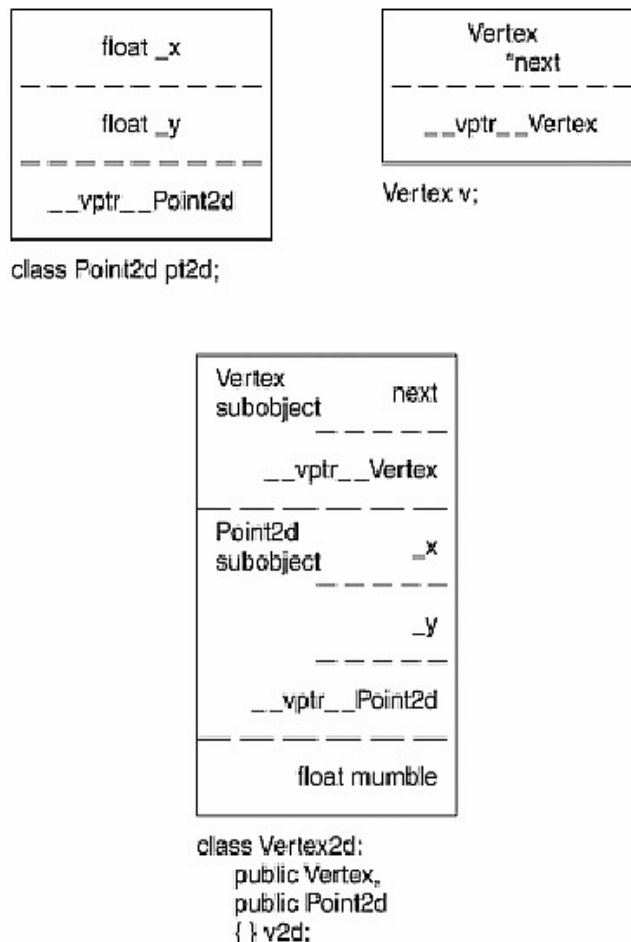 float _x
float _y
__vptr__Point2d
class Point2d pt2d;
Vertex
*next
__vptr__Vertex
Vertex v;
Vertex
subobject
next
__vptr__Vertex
Point2d
subobject
_x
_y
__vptr__Point2d
float mumble
class Vertex2d:
public Vertex,
public Point2d
{ } v2d;